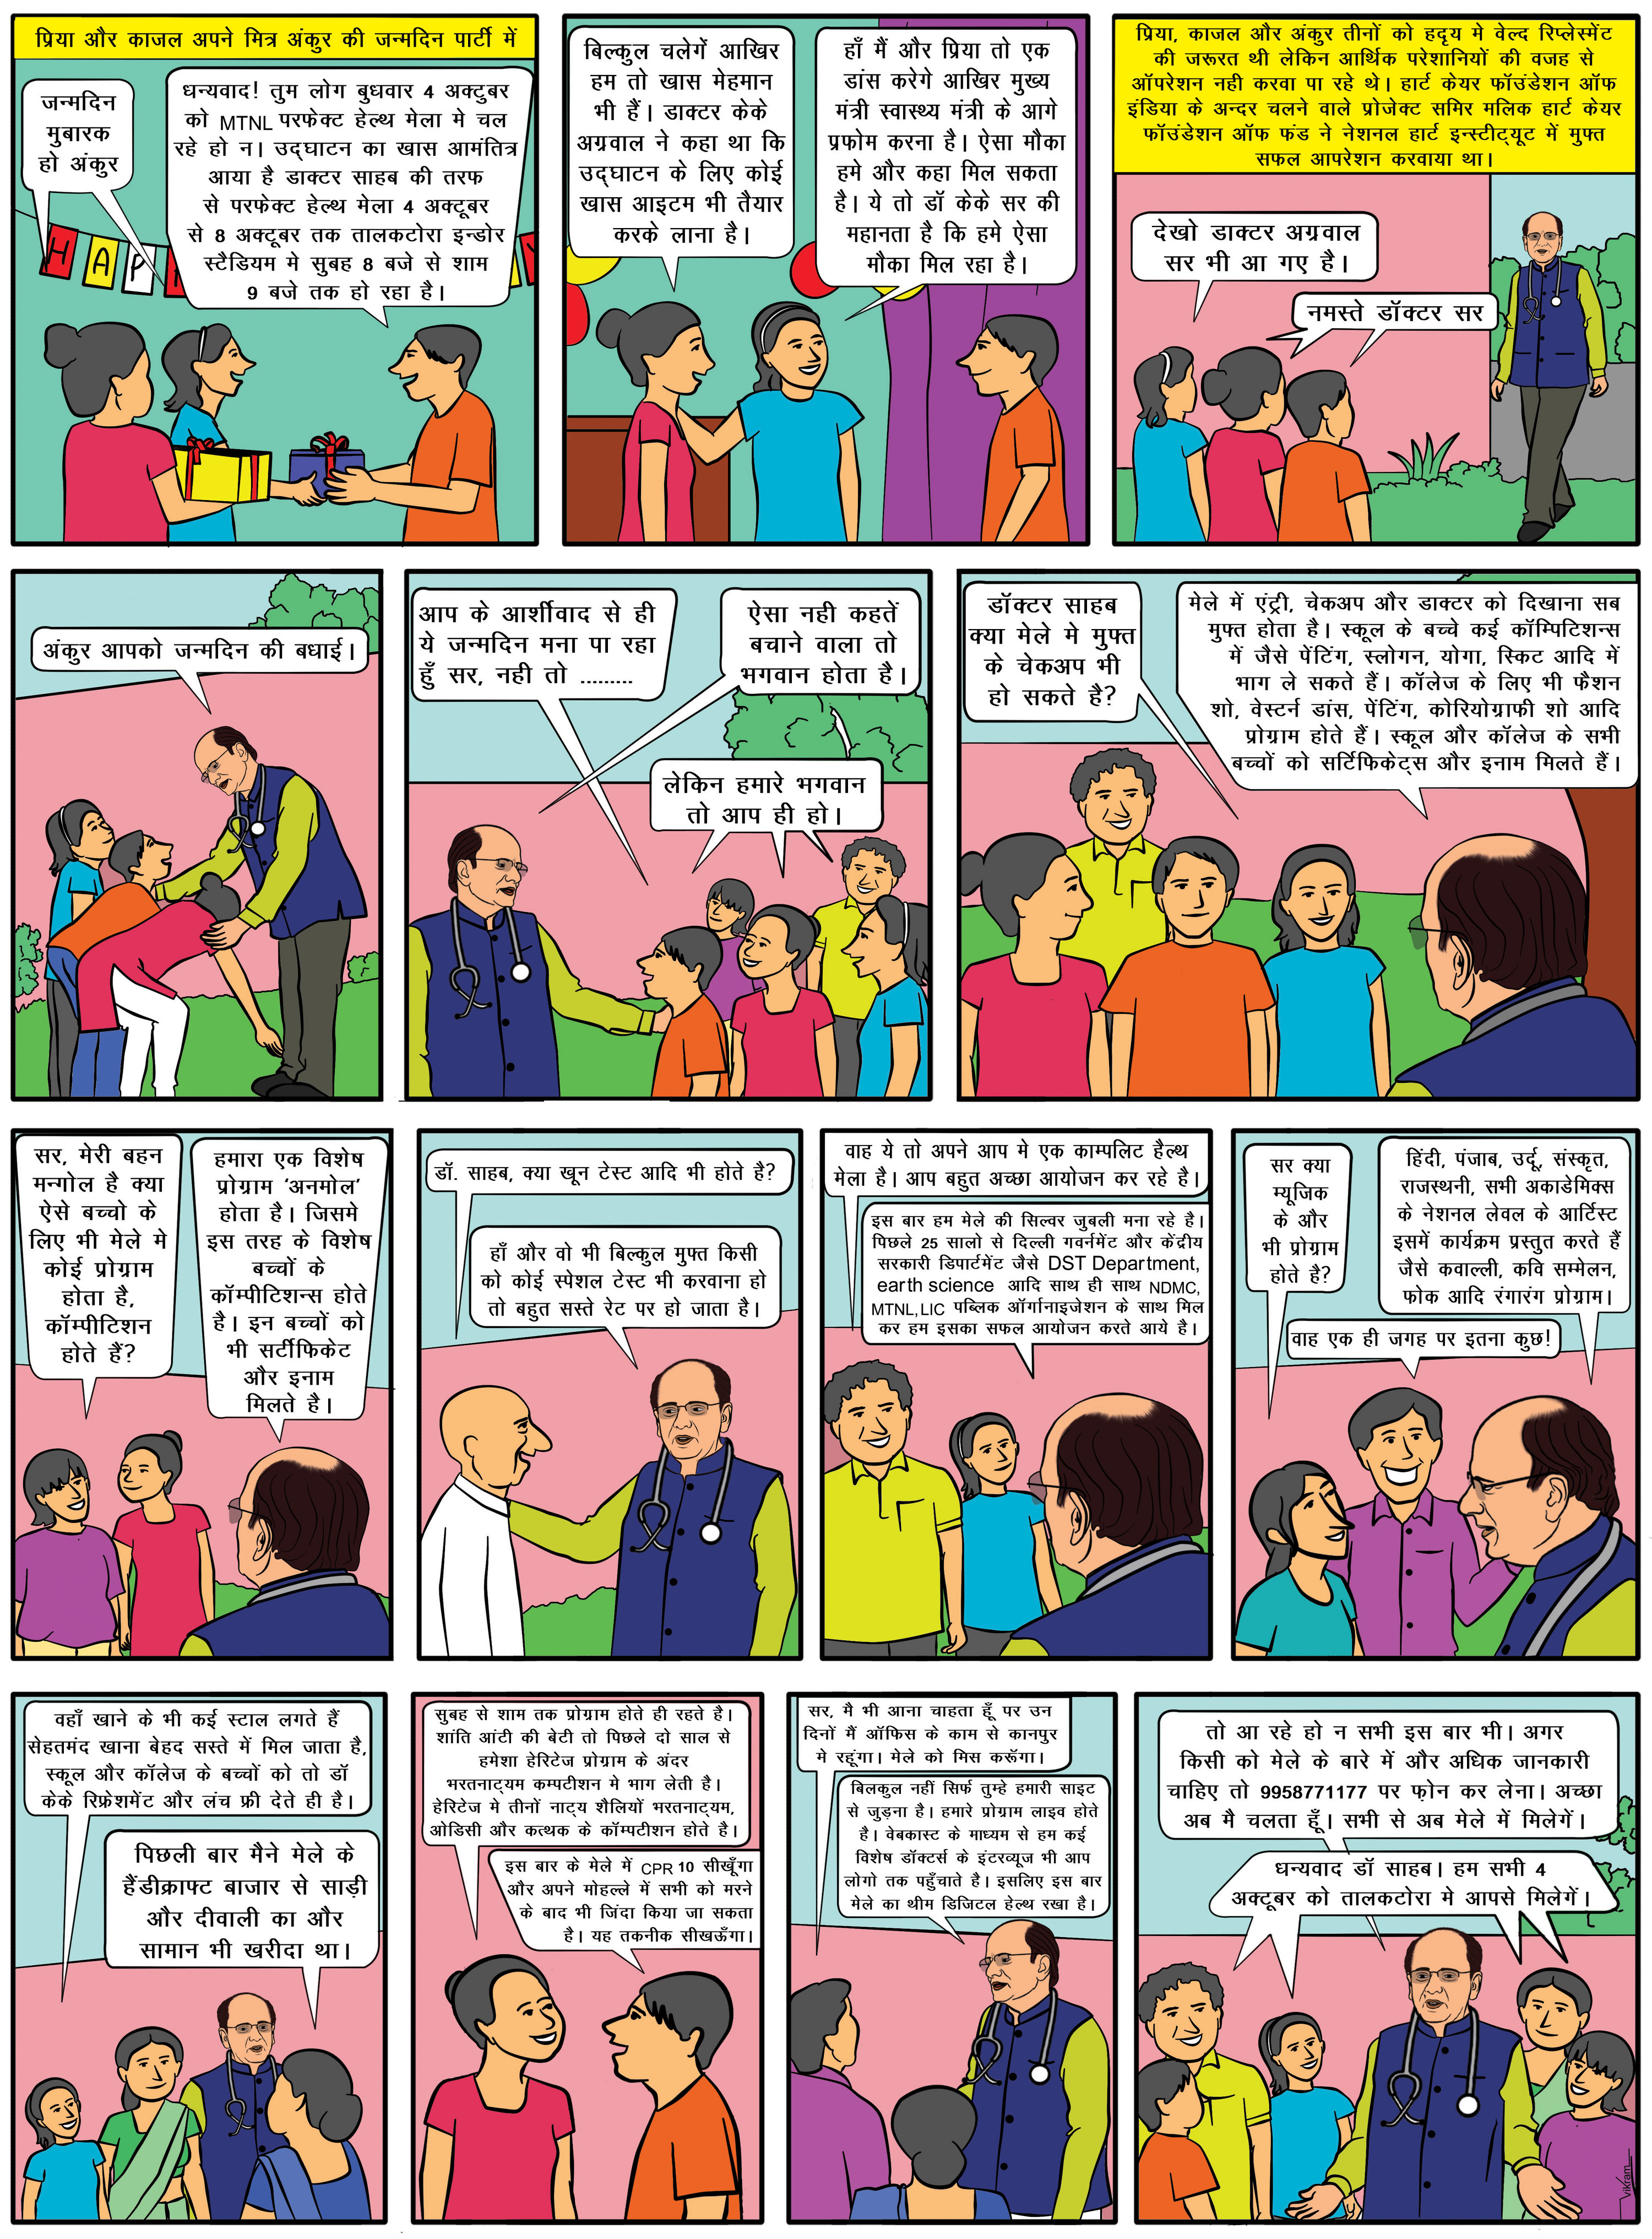 प्रिया और काजल अपने मित्र अंकुर की जन्मदिन पार्टी में
जन्मदिन
मुबारक
हो अंकुर
धन्यवाद! तुम लोग बुधवार 4 अक्टुबर
को MTNL परफेक्ट हेल्थ मेला मे चल
रहे हो न। उद्घाटन का खास आमंतित्र
आया है डाक्टर साहब की तरफ
से परफेक्ट हेल्थ मेला 4 अक्टूबर
से 8 अक्टूबर तक तालकटोरा इन्डोर
स्टैडियम मे सुबह 8 बजे से शाम
9 बजे तक हो रहा है।
HAP
Y
बिल्कुल चलेगें आखिर
हम तो खास मेहमान
भी हैं। डाक्टर केके
अग्रवाल ने कहा था कि
उद्घाटन के लिए कोई
खास आइटम भी तैयार
करके लाना है।
हाँ मैं और प्रिया तो एक
डांस करेगे आखिर मुख्य
मंत्री स्वास्थ्य मंत्री के आगे
प्रफोम करना है। ऐसा मौका
हमे और कहा मिल सकता
है। ये तो डॉ केके सर की
महानता है कि हमे ऐसा
मौका मिल रहा है।
प्रिया, काजल और अंकुर तीनों को हदृय मे वेल्द रिप्लेस्मेंट
की जरूरत थी लेकिन आर्थिक परेशानियों की वजह से
ऑपरेशन नही करवा पा रहे थे। हार्ट केयर फॉउंडेशन ऑफ
इंडिया के अन्दर चलने वाले प्रोजेक्ट समिर मलिक हार्ट केयर
फॉउंडेशन ऑफ फंड ने नेशनल हार्ट इन्स्टीट्यूट में मुफ्त
सफल आपरेशन करवाया था।
देखो डाक्टर अग्रवाल
सर भी आ गए है।
नमस्ते डॉक्टर सर
अंकुर आपको जन्मदिन की बधाई।
आप के आर्शीवाद से ही
ये जन्मदिन मना पा रहा
हुँ सर, नही तो .........
ऐसा नही कहतें
बचाने वाला तो
भगवान होता है।
लेकिन हमारे भगवान
तो आप ही हो।
डॉक्टर साहब
क्या मेले मे मुफ्त
के चेकअप भी
हो सकते है?
मेले में एंट्री, चेकअप और डाक्टर को दिखाना सब
मुफ्त होता है। स्कूल के बच्चे कई कॉम्पिटिशन्स
में जैसे पेंटिंग, स्लोगन, योगा, स्किट आदि में
भाग ले सकते हैं। कॉलेज के लिए भी फैशन
शो, वेस्टर्न डांस, पेंटिंग, कोरियोग्राफी शो आदि
प्रोग्राम होते हैं। स्कूल और कॉलेज के सभी
बच्चों को सर्टिफिकेट्स और इनाम मिलते हैं।
सर, मेरी बहन
मन्गोल है क्या
ऐसे बच्चो के
लिए भी मेले मे
कोई प्रोग्राम
होता है,
कॉम्पीटिशन
होते हैं?
हमारा एक विशेष
प्रोग्राम ‘अनमोल’
होता है। जिसमे
इस तरह के विशेष
बच्चों के
कॉम्पीटिशन्स होते
है। इन बच्चों को
भी सर्टीफिकेट
और इनाम
मिलते है।
डॉ. साहब, क्या खून टेस्ट आदि भी होते है?
हाँ और वो भी बिल्कुल मुफ्त किसी
को कोई स्पेशल टेस्ट भी करवाना हो
तो बहुत सस्ते रेट पर हो जाता है।
वाह ये तो अपने आप मे एक काम्पलिट हैल्थ
मेला है। आप बहुत अच्छा आयोजन कर रहे है।
इस बार हम मेले की सिल्वर जुबली मना रहे है।
पिछले 25 सालो से दिल्ली गवर्नमेंट और केंद्रीय
सरकारी डिपार्टमेंट जैसे DST Department,
earth science आदि साथ ही साथ NDMC,
MTNL, LIC पब्लिक ऑर्गानाइजेशन के साथ मिल
कर हम इसका सफल आयोजन करते आये है।
सर क्या
म्यूजिक
के और
भी प्रोग्राम
होते है?
हिंदी, पंजाब, उर्दू, संस्कृत,
राजस्थनी, सभी अकाडेमिक्स
के नेशनल लेवल के आर्टिस्ट
इसमें कार्यक्रम प्रस्तुत करते हैं
जैसे कवाल्ली, कवि सम्मेलन,
फोक आदि रंगारंग प्रोग्राम।
वाह एक ही जगह पर इतना कुछ!
वहाँ खाने के भी कई स्टाल लगते हैं
सेहतमंद खाना बेहद सस्ते में मिल जाता है,
स्कूल और कॉलेज के बच्चों को तो डॉ
केके रिफ्रेशमेंट और लंच फ्री देते ही है।
पिछली बार मैने मेले के
हैंडीक्राफ्ट बाजार से साड़ी
और दीवाली का और
सामान भी खरीदा था।
सुबह से शाम तक प्रोग्राम होते ही रहते है।
शांति आंटी की बेटी तो पिछले दो साल से
हमेशा हेरिटेज प्रोग्राम के अंदर
भरतनाट्यम कम्पटीशन मे भाग लेती है।
हेरिटेज मे तीनों नाट्य शैलियों भरतनाट्यम,
ओडिसी और कत्थक के कॉम्पटीशन होते है।
इस बार के मेले में CPR 10 सीखूँगा
और अपने मोहल्ले में सभी को मरने
के बाद भी जिंदा किया जा सकता
है। यह तकनीक सीखऊँगा।
सर, मै भी आना चाहता हूँ पर उन
दिनों मैं ऑफिस के काम से कानपुर
मे रहूंगा। मेले को मिस करूँगा।
बिलकुल नहीं सिर्फ तुम्हे हमारी साइट
से जुड़ना है। हमारे प्रोग्राम लाइव होते
है। वेबकास्ट के माध्यम से हम कई
विशेष डॉक्टर्स के इंटरव्यूज भी आप
लोगो तक पहुँचाते है। इसलिए इस बार
मेले का थीम डिजिटल हेल्थ रखा है।
तो आ रहे हो न सभी इस बार भी। अगर
किसी को मेले के बारे में और अधिक जानकारी
चाहिए तो 9958771177 पर फ़ोन कर लेना। अच्छा
अब मै चलता हूँ। सभी से अब मेले में मिलेगें।
धन्यवाद डॉ साहब। हम सभी 4
अक्टूबर को तालकटोरा मे आपसे मिलेगें।
vikram